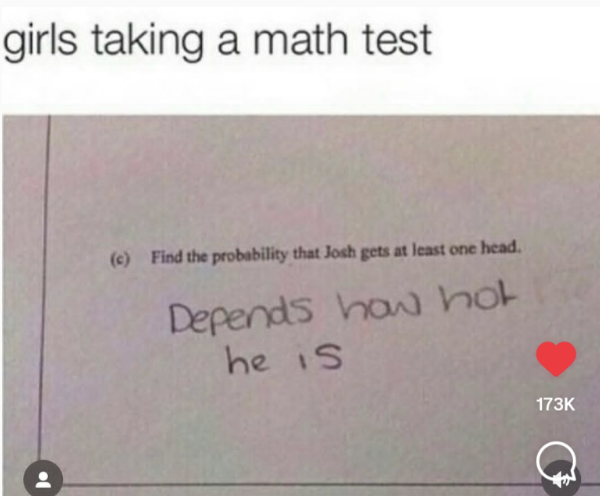 girls taking a math test
(c) Find the probability that Josh gets at least one head.
Depends how hot
he is
173K